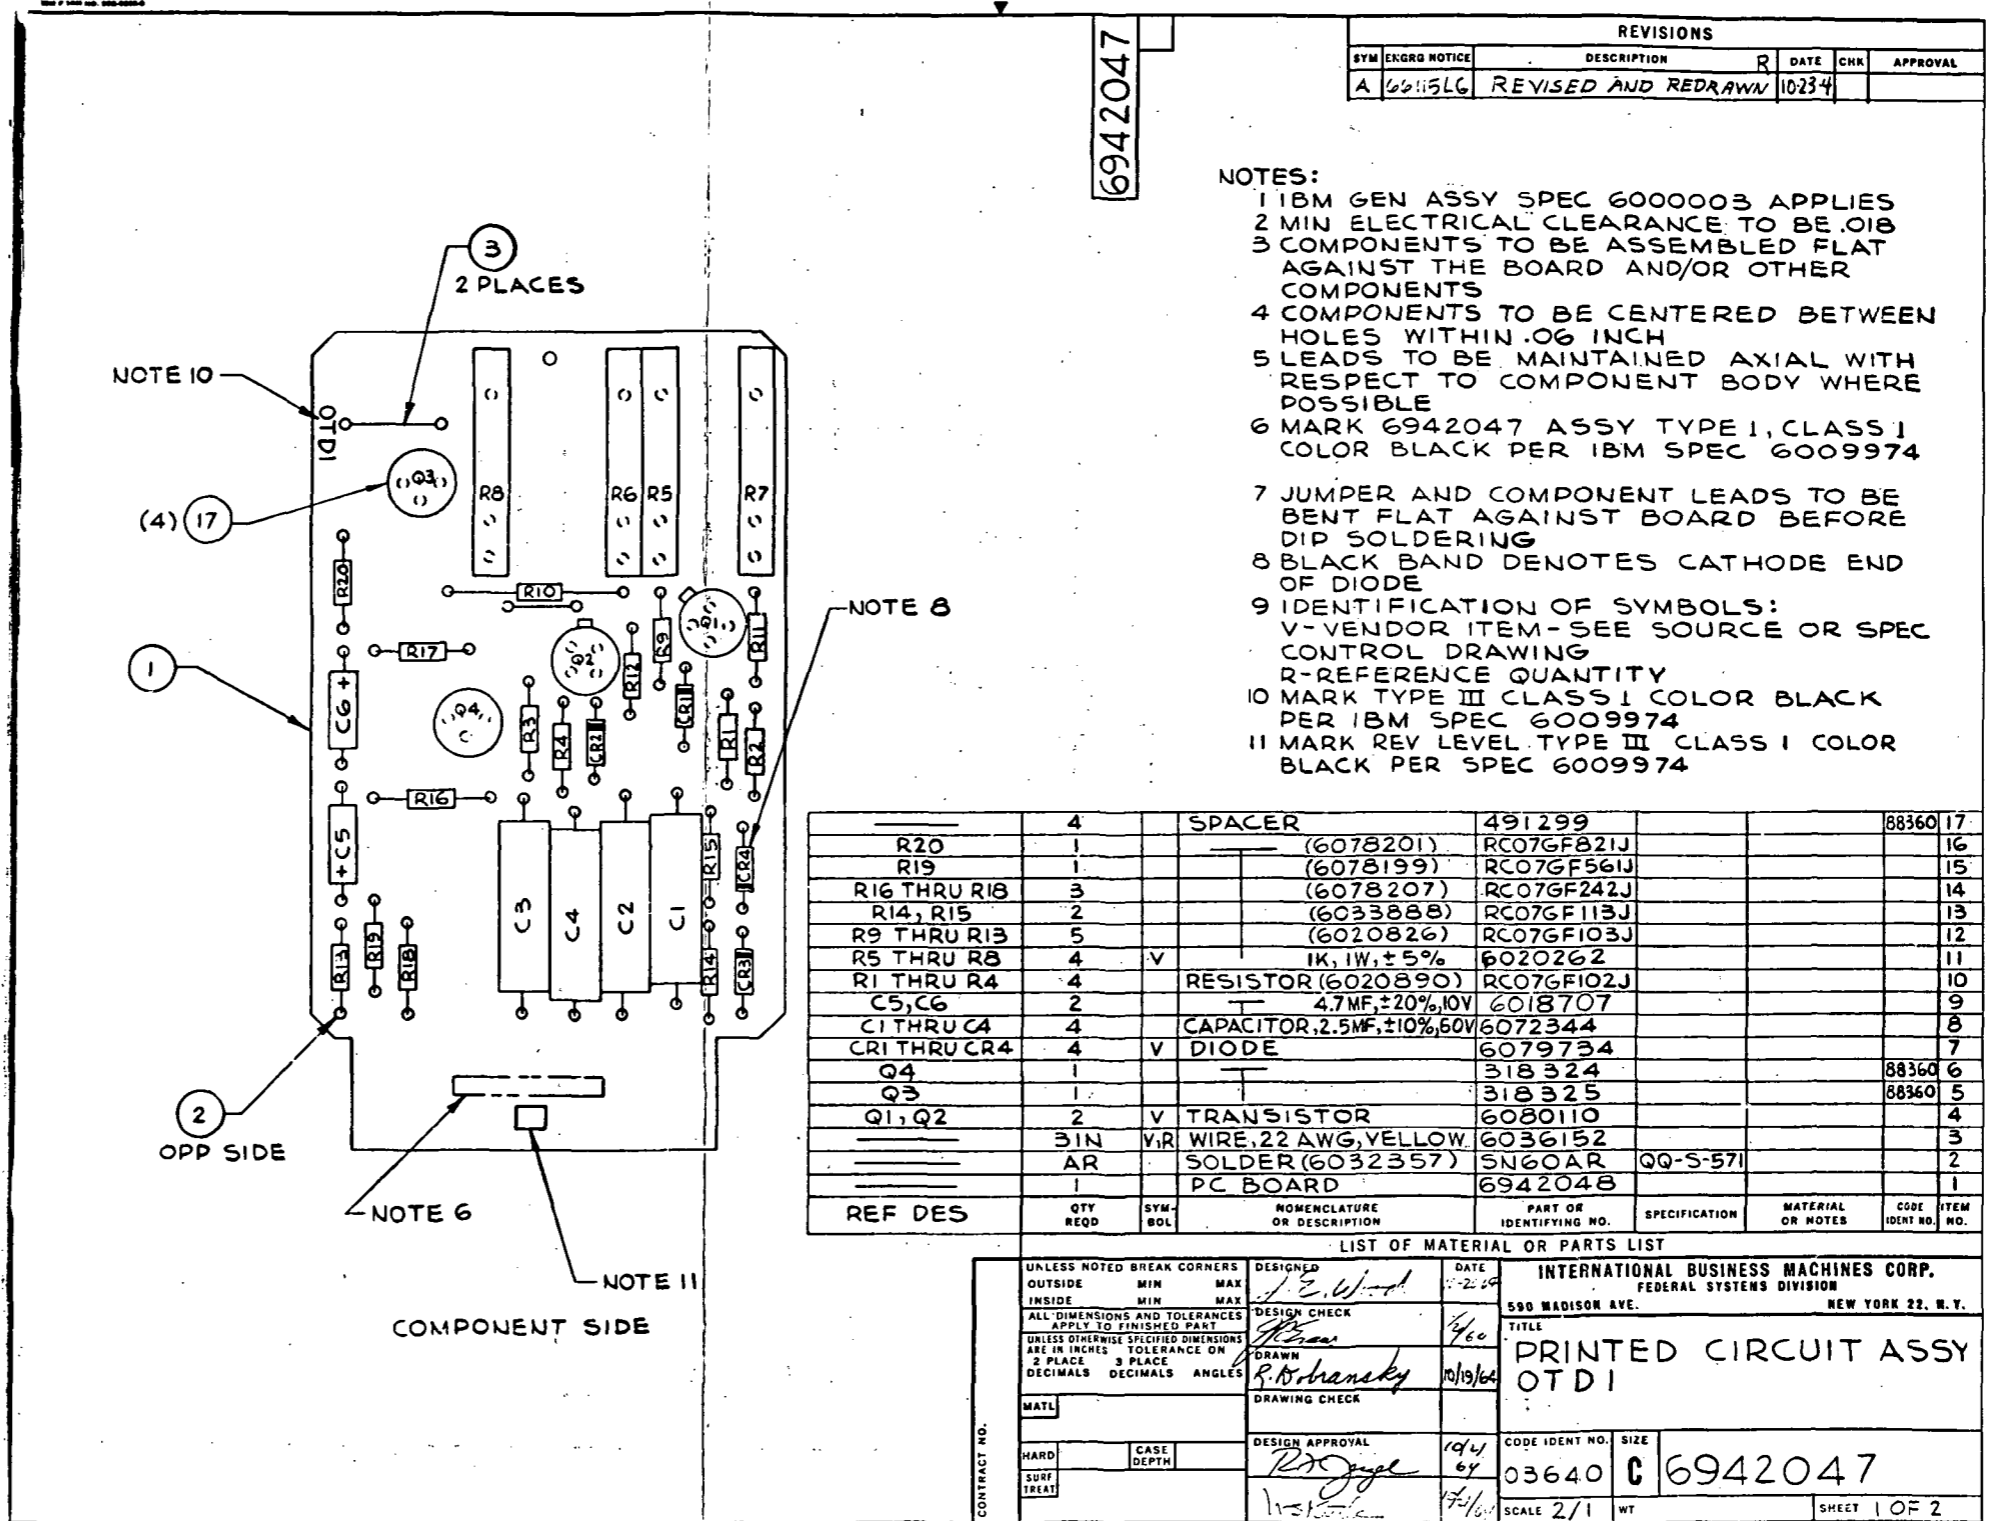 6942047
REVISIONS
SYM ENGRG NOTICE DESCRIPTION R DATE CHK APPROVAL
A 66115LG REVISED AND REDRAWN 10-23-4
NOTES:
1 IBM GEN ASSY SPEC 6000003 APPLIES
2 MIN ELECTRICAL CLEARANCE TO BE .018
3 COMPONENTS TO BE ASSEMBLED FLAT
AGAINST THE BOARD AND/OR OTHER
COMPONENTS
4 COMPONENTS TO BE CENTERED BETWEEN
HOLES WITHIN .06 INCH
5 LEADS TO BE MAINTAINED AXIAL WITH
RESPECT TO COMPONENT BODY WHERE
POSSIBLE
6 MARK 6942047 ASSY TYPE I, CLASS I
COLOR BLACK PER IBM SPEC 6009974
7 JUMPER AND COMPONENT LEADS TO BE
BENT FLAT AGAINST BOARD BEFORE
DIP SOLDERING
8 BLACK BAND DENOTES CATHODE END
OF DIODE
9 IDENTIFICATION OF SYMBOLS:
V-VENDOR ITEM-SEE SOURCE OR SPEC
CONTROL DRAWING
R-REFERENCE QUANTITY
10 MARK TYPE III CLASS I COLOR BLACK
PER IBM SPEC 6009974
11 MARK REV LEVEL TYPE III CLASS I COLOR
BLACK PER SPEC 6009974
3
2 PLACES
NOTE 10
OTDI
Q3
(4) 17
R8
R6
R5
R7
R20
R10
NOTE 8
R17
Q2
R12
R9
Q1
R11
1
C6 +
Q4
R3
R4
CR2
CR1
R1
R2
R16
+ C5
C3
C4
C2
C1
R15
CR4
R13
R19
R18
R14
CR3
2
OPP SIDE
NOTE 6
NOTE 11
COMPONENT SIDE
4 SPACER 491299 88360 17
R20 1 (6078201) RC07GF821J 16
R19 1 (6078199) RC07GF561J 15
R16 THRU R18 3 (6078207) RC07GF242J 14
R14, R15 2 (6033888) RC07GF113J 13
R9 THRU R13 5 (6020826) RC07GF103J 12
R5 THRU R8 4 V 1K, 1W, ±5% 6020262 11
R1 THRU R4 4 RESISTOR (6020890) RC07GF102J 10
C5, C6 2 4.7MF, ±20%, 10V 6018707 9
C1 THRU C4 4 CAPACITOR, 2.5MF, ±10%, 60V 6072344 8
CR1 THRU CR4 4 V DIODE 6079734 7
Q4 1 318324 88360 6
Q3 1 318325 88360 5
Q1, Q2 2 V TRANSISTOR 6080110 4
3IN V,R WIRE, 22 AWG, YELLOW 6036152 3
AR SOLDER (6032357) SN60AR QQ-S-571 2
1 PC BOARD 6942048 1
REF DES QTY REQD SYM-BOL NOMENCLATURE OR DESCRIPTION PART OR IDENTIFYING NO. SPECIFICATION MATERIAL OR NOTES CODE IDENT NO. ITEM NO.
LIST OF MATERIAL OR PARTS LIST
CONTRACT NO.
UNLESS NOTED BREAK CORNERS
OUTSIDE MIN MAX
INSIDE MIN MAX
ALL DIMENSIONS AND TOLERANCES
APPLY TO FINISHED PART
UNLESS OTHERWISE SPECIFIED DIMENSIONS
ARE IN INCHES TOLERANCE ON
2 PLACE 3 PLACE
DECIMALS DECIMALS ANGLES
MATL
HARD CASE DEPTH
SURF TREAT
DESIGNED DATE
DESIGN CHECK
DRAWN
R. Dobransky 10/19/64
DRAWING CHECK
DESIGN APPROVAL
INTERNATIONAL BUSINESS MACHINES CORP.
FEDERAL SYSTEMS DIVISION
590 MADISON AVE. NEW YORK 22, N.Y.
TITLE
PRINTED CIRCUIT ASSY
OTDI
CODE IDENT NO. SIZE
03640 C 6942047
SCALE 2/1 WT SHEET 1 OF 2